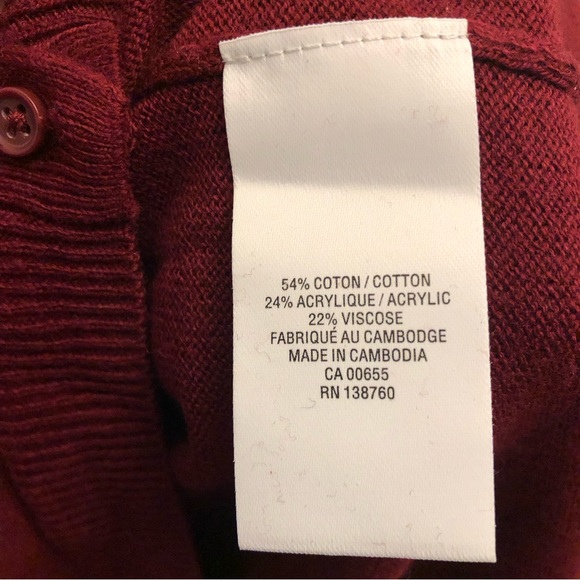 54% COTON / COTTON
24% ACRYLIQUE / ACRYLIC
22% VISCOSE
FABRIQUÉ AU CAMBODGE
MADE IN CAMBODIA
CA 00655
RN 138760